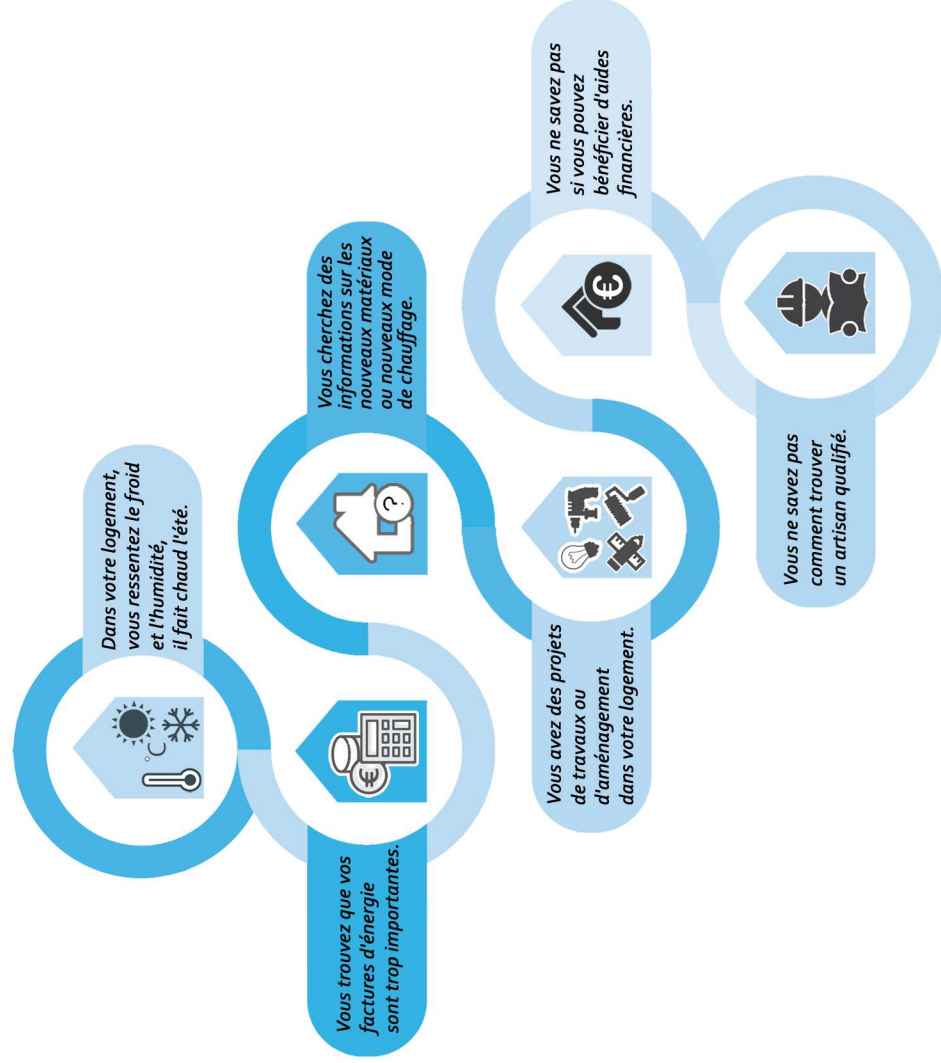 Dans votre logement,
vous ressentez le froid
et l'humidité,
il fait chaud l'été.
Vous trouvez que vos
factures d'énergie
sont trop importantes.
Vous cherchez des
informations sur les
nouveaux matériaux
ou nouveaux mode
de chauffage.
Vous avez des projets
de travaux ou
d'aménagement
dans votre logement.
Vous ne savez pas
si vous pouvez
bénéficier d'aides
financières.
Vous ne savez pas
comment trouver
un artisan qualifié.
°C
€
?
€